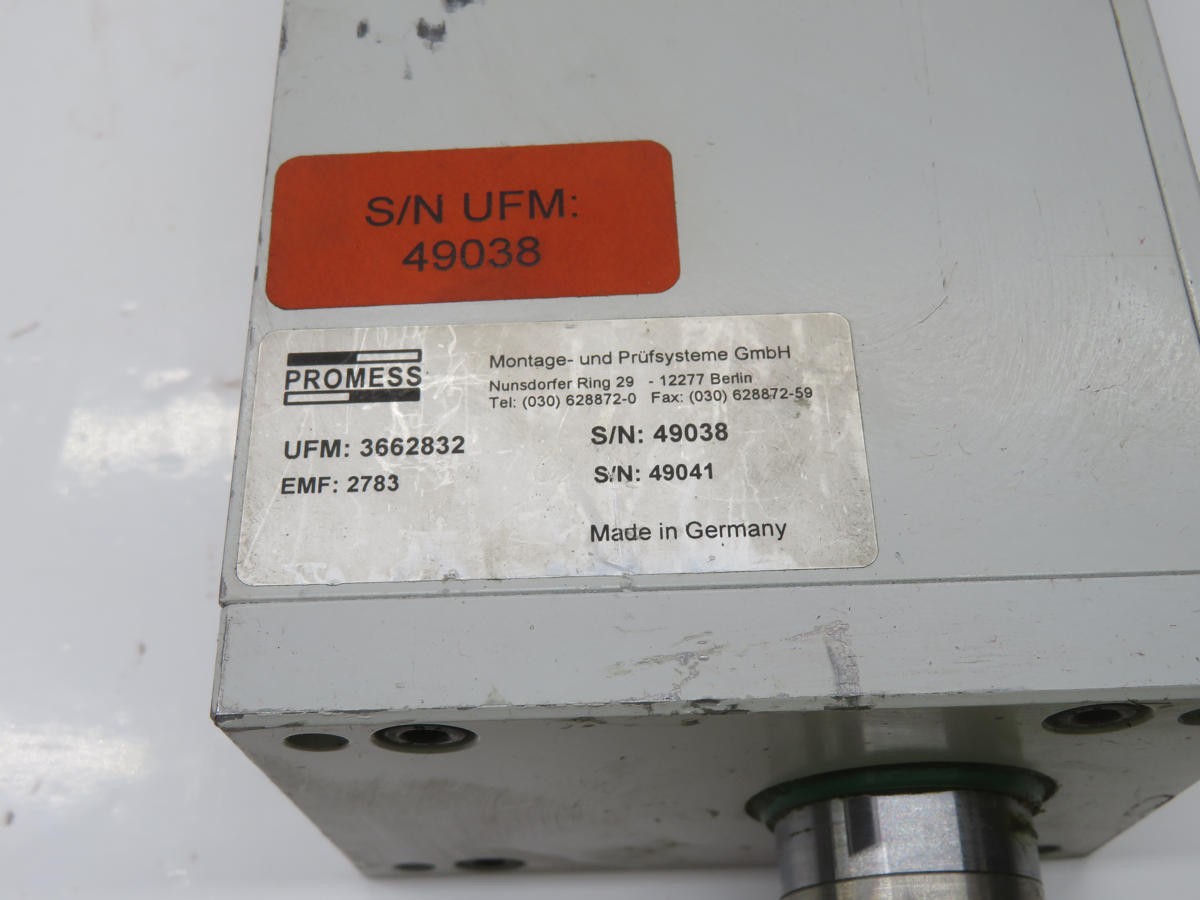 S/N UFM:
49038
PROMESS
Montage- und Prüfsysteme GmbH
Nunsdorfer Ring 29 - 12277 Berlin
Tel: (030) 628872-0 Fax: (030) 628872-59
UFM: 3662832 S/N: 49038
EMF: 2783 S/N: 49041
Made in Germany